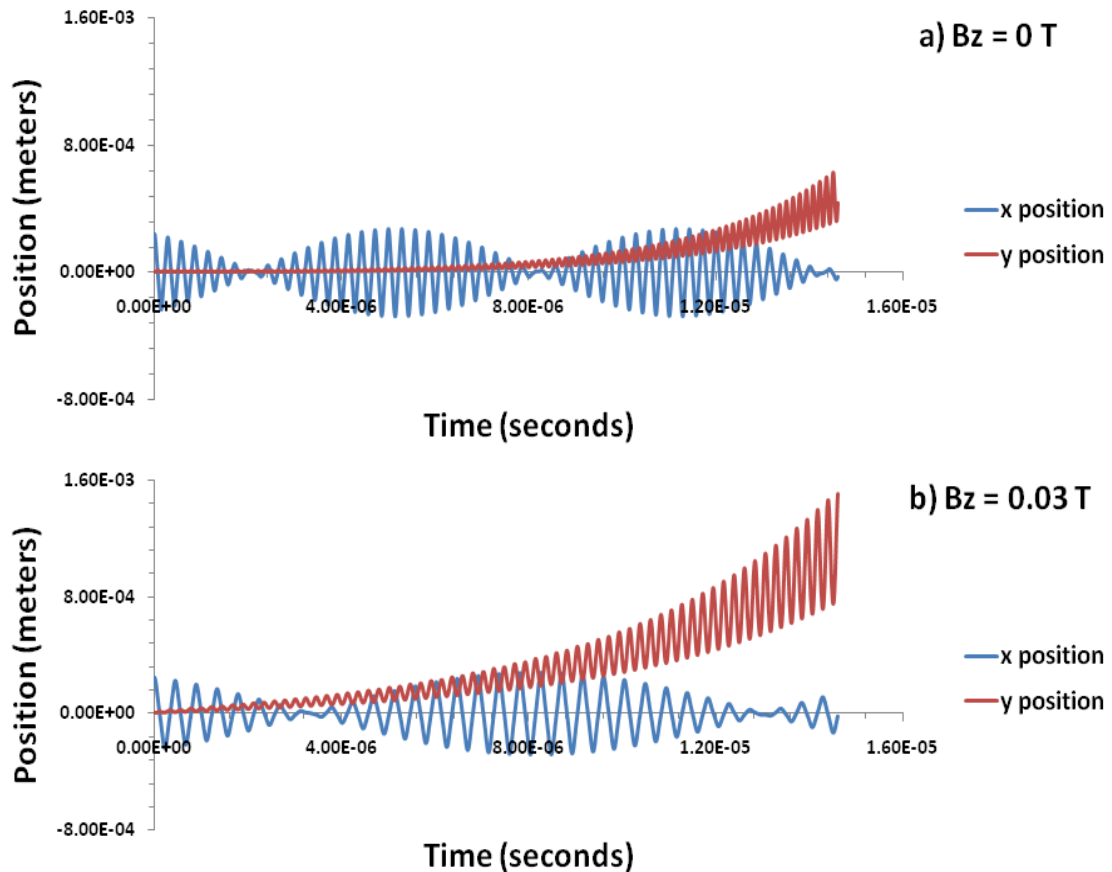 1.60E-03
a) Bz = 0 T
Position (meters)
8.00E-04
x position
y position
0.00E+00
0.00E+00 4.00E-06 8.00E-06 1.20E-05 1.60E-05
-8.00E-04
Time (seconds)
1.60E-03
b) Bz = 0.03 T
Position (meters)
8.00E-04
x position
y position
0.00E+00
0.00E+00 4.00E-06 8.00E-06 1.20E-05 1.60E-05
-8.00E-04
Time (seconds)